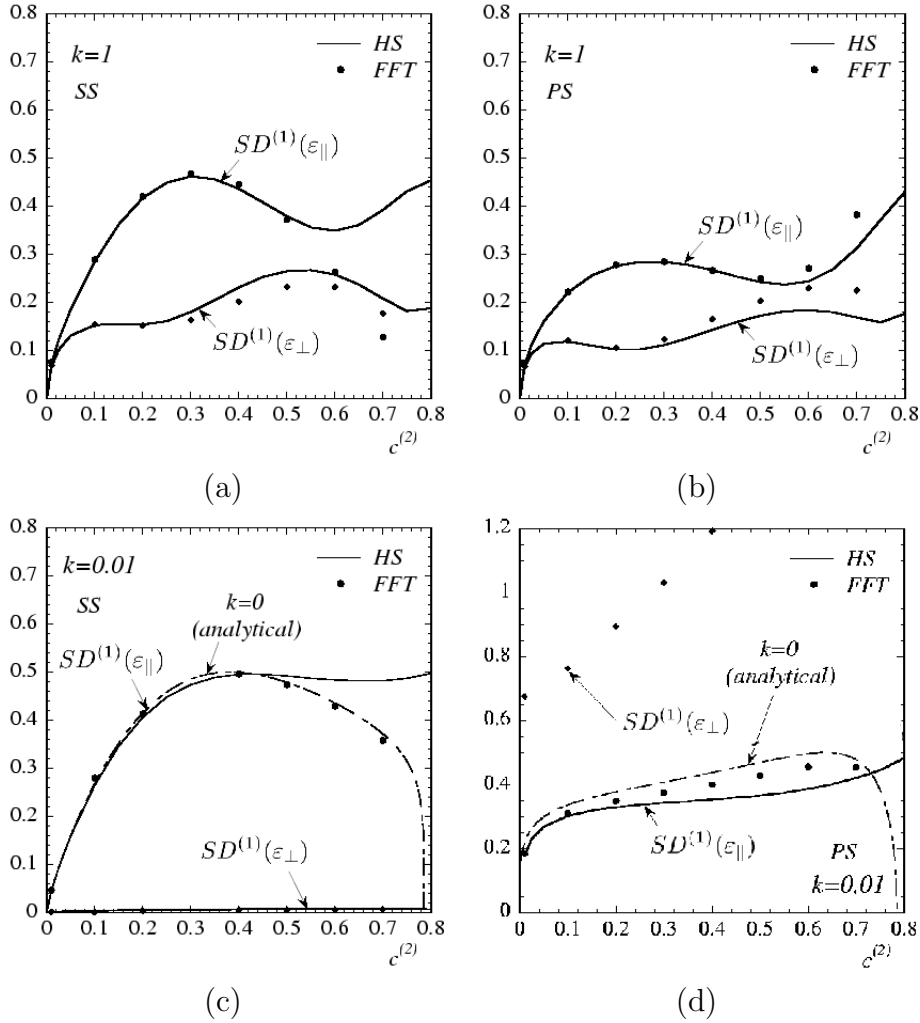 0.8
0.7
0.6
0.5
0.4
0.3
0.2
0.1
0
k=1
SS
HS
FFT
SD^{(1)}(ε_∥)
SD^{(1)}(ε_⊥)
0 0.1 0.2 0.3 0.4 0.5 0.6 0.7 0.8
c^{(2)}
(a)
0.8
0.7
0.6
0.5
0.4
0.3
0.2
0.1
0
k=1
PS
HS
FFT
SD^{(1)}(ε_∥)
SD^{(1)}(ε_⊥)
0 0.1 0.2 0.3 0.4 0.5 0.6 0.7 0.8
c^{(2)}
(b)
0.8
0.7
0.6
0.5
0.4
0.3
0.2
0.1
0
k=0.01
SS
HS
FFT
k=0
(analytical)
SD^{(1)}(ε_∥)
SD^{(1)}(ε_⊥)
0 0.1 0.2 0.3 0.4 0.5 0.6 0.7 0.8
c^{(2)}
(c)
1.2
1
0.8
0.6
0.4
0.2
0
HS
FFT
k=0
(analytical)
SD^{(1)}(ε_⊥)
SD^{(1)}(ε_∥)
PS
k=0.01
0 0.1 0.2 0.3 0.4 0.5 0.6 0.7 0.8
c^{(2)}
(d)